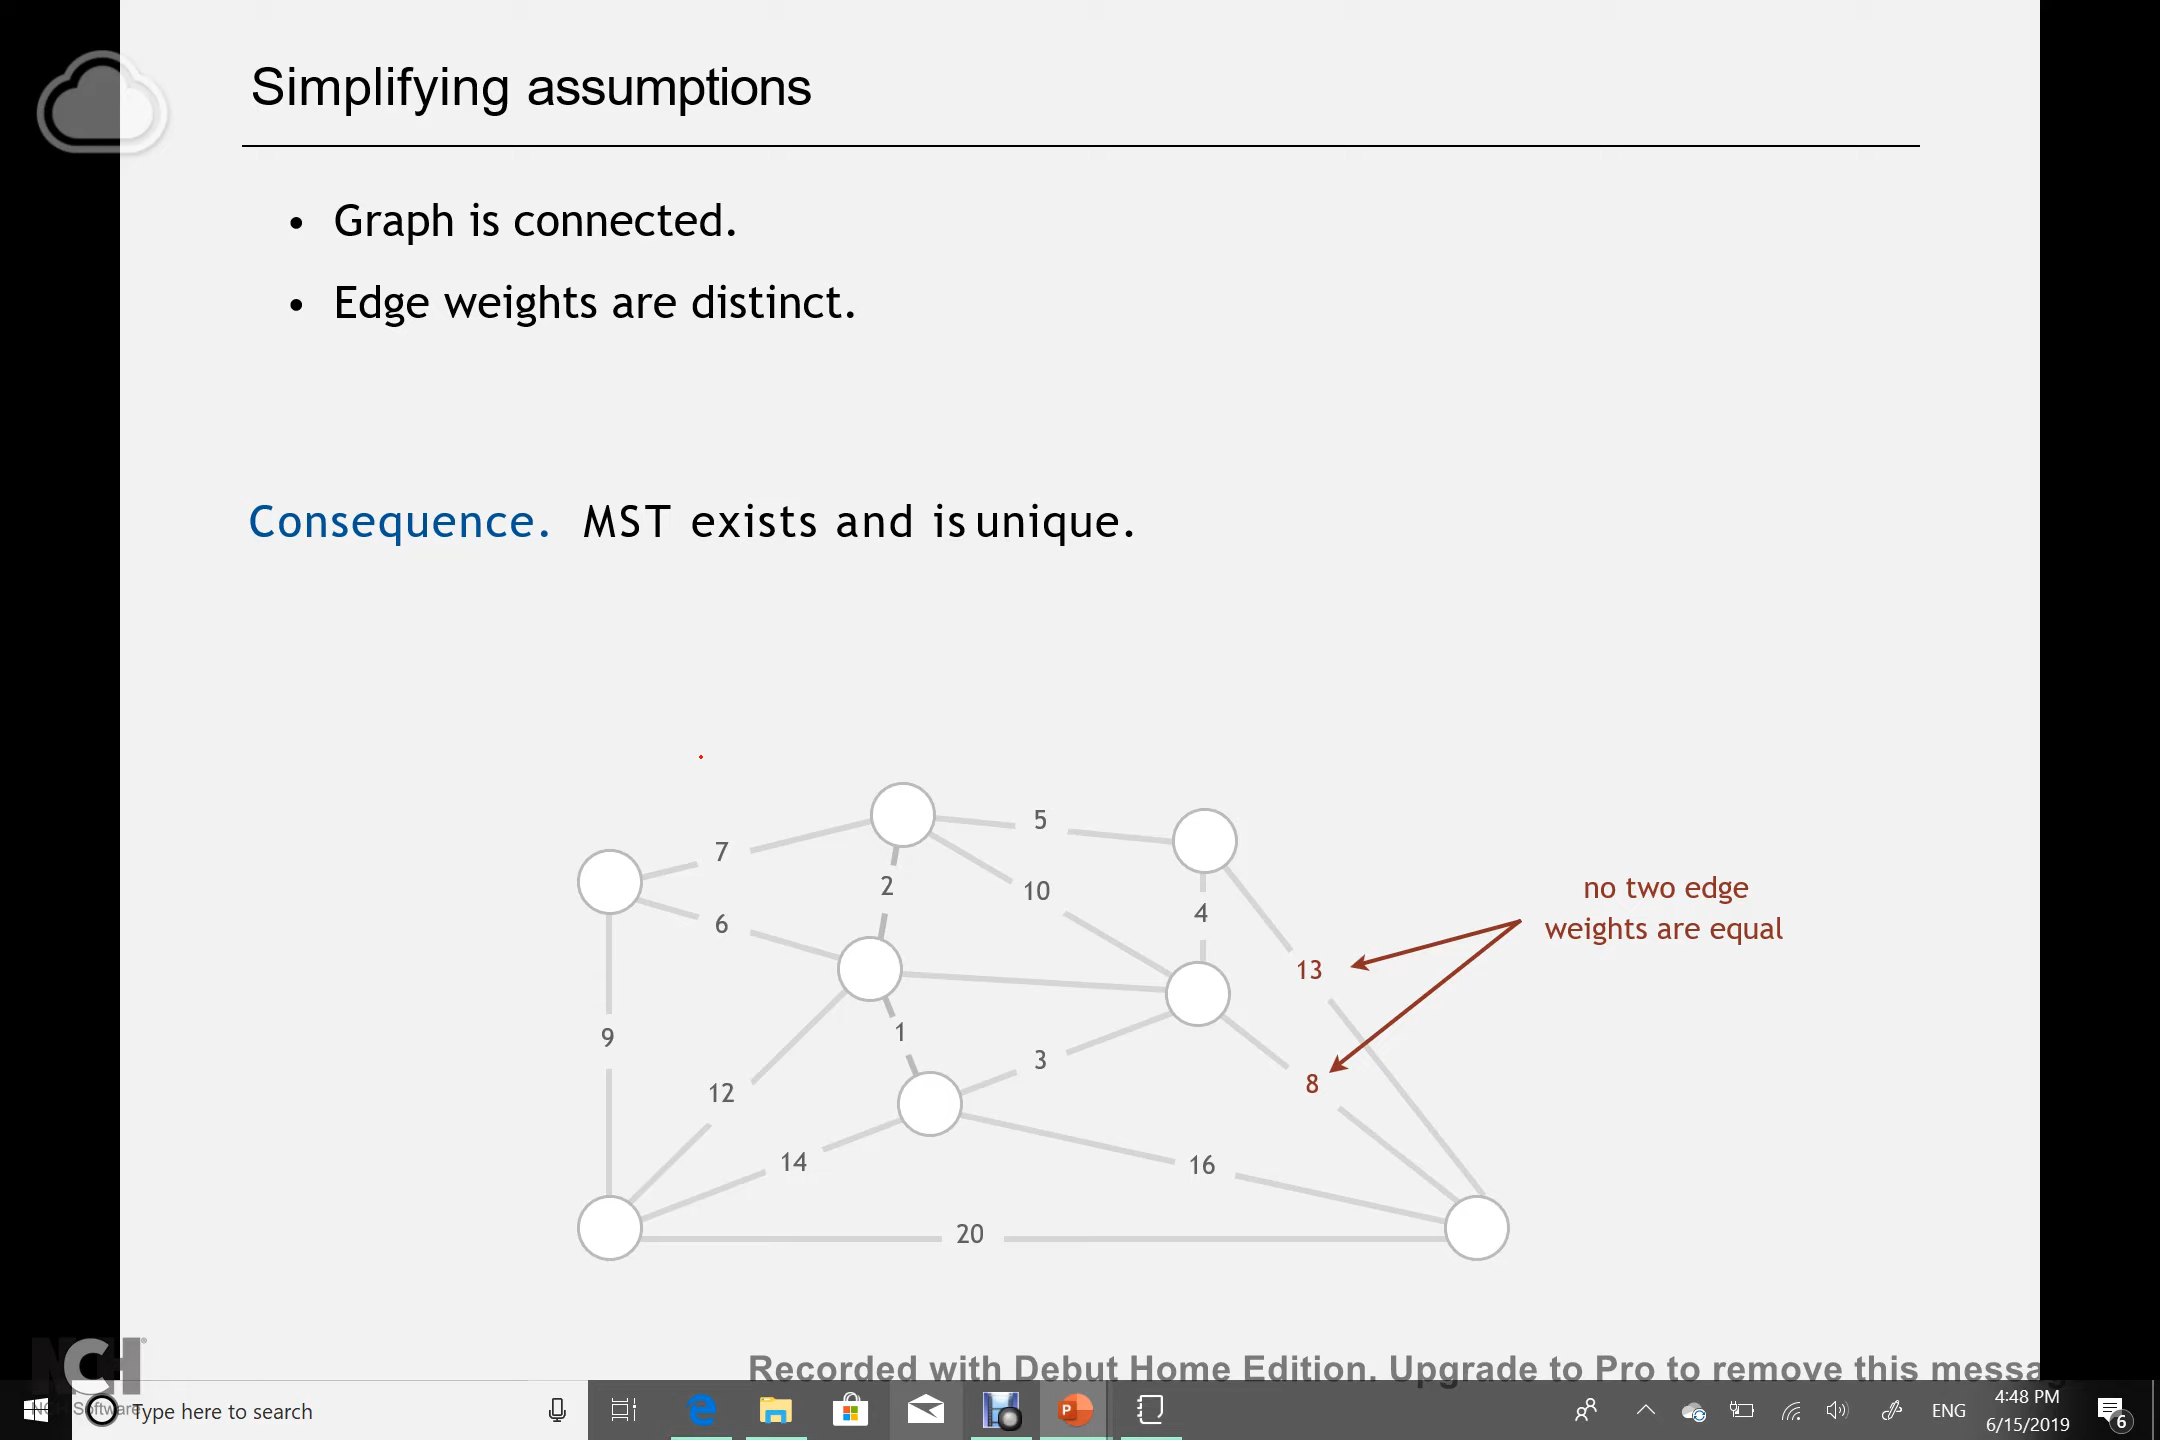 Simplifying assumptions
• Graph is connected.
• Edge weights are distinct.
Consequence. MST exists and is unique.
5
7
2
10
no two edge
4
6
weights are equal
13
1
9
3
8
12
14
16
20
NCH®
Recorded with Debut Home Edition. Upgrade to Pro to remove this messa
NCH Software
Type here to search
P
ENG
4:48 PM
6/15/2019
6